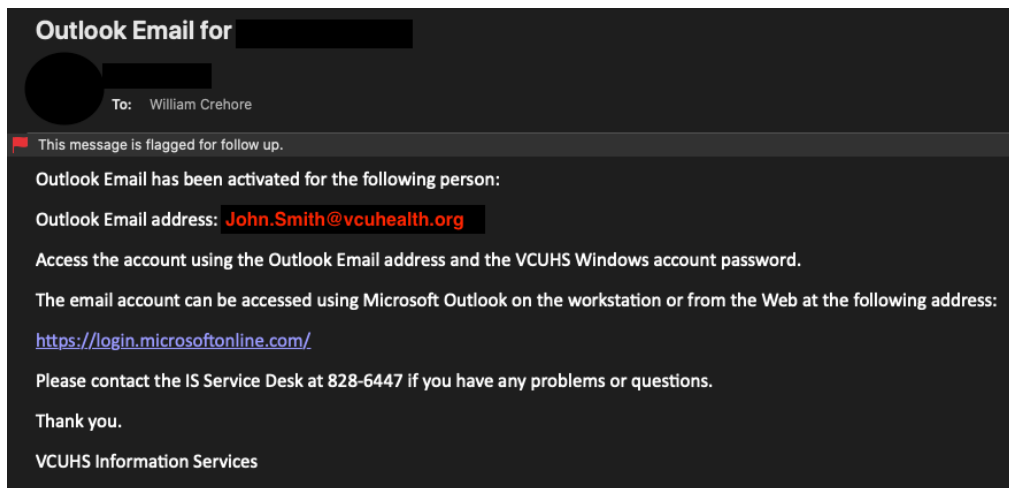 Outlook Email for
To: William Crehore
This message is flagged for follow up.
Outlook Email has been activated for the following person:
Outlook Email address: John.Smith@vcuhealth.org
Access the account using the Outlook Email address and the VCUHS Windows account password.
The email account can be accessed using Microsoft Outlook on the workstation or from the Web at the following address:
https://login.microsoftonline.com/
Please contact the IS Service Desk at 828-6447 if you have any problems or questions.
Thank you.
VCUHS Information Services